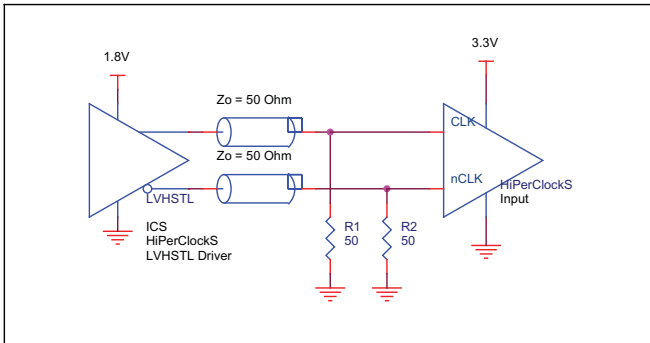 1.8V
3.3V
Zo = 50 Ohm
CLK
Zo = 50 Ohm
nCLK
HiPerClockS
Input
LVHSTL
ICS
HiPerClockS
LVHSTL Driver
R1
50
R2
50